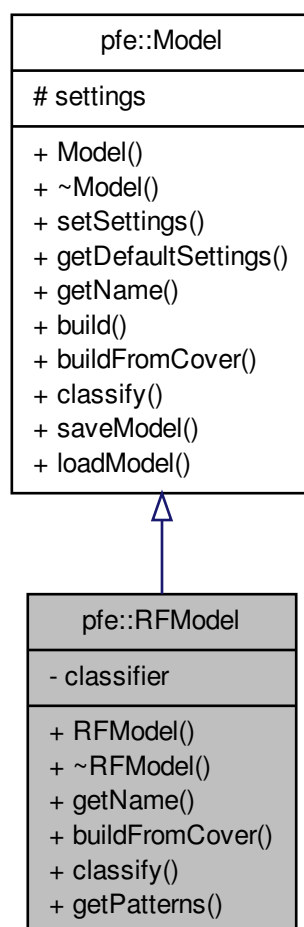 pfe::Model
# settings
+ Model()
+ ~Model()
+ setSettings()
+ getDefaultSettings()
+ getName()
+ build()
+ buildFromCover()
+ classify()
+ saveModel()
+ loadModel()
pfe::RFModel
- classifier
+ RFModel()
+ ~RFModel()
+ getName()
+ buildFromCover()
+ classify()
+ getPatterns()